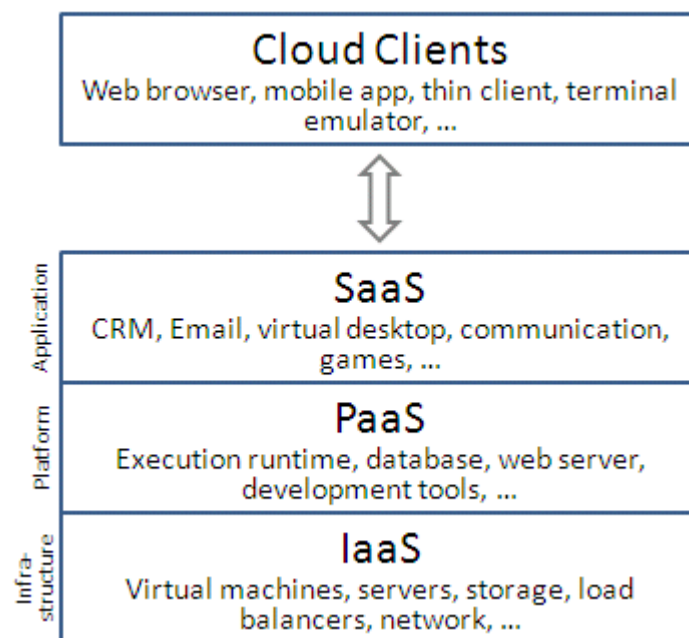 Cloud Clients
Web browser, mobile app, thin client, terminal
emulator, ...
Application
SaaS
CRM, Email, virtual desktop, communication,
games, ...
Platform
PaaS
Execution runtime, database, web server,
development tools, ...
Infra-
structure
IaaS
Virtual machines, servers, storage, load
balancers, network, ...